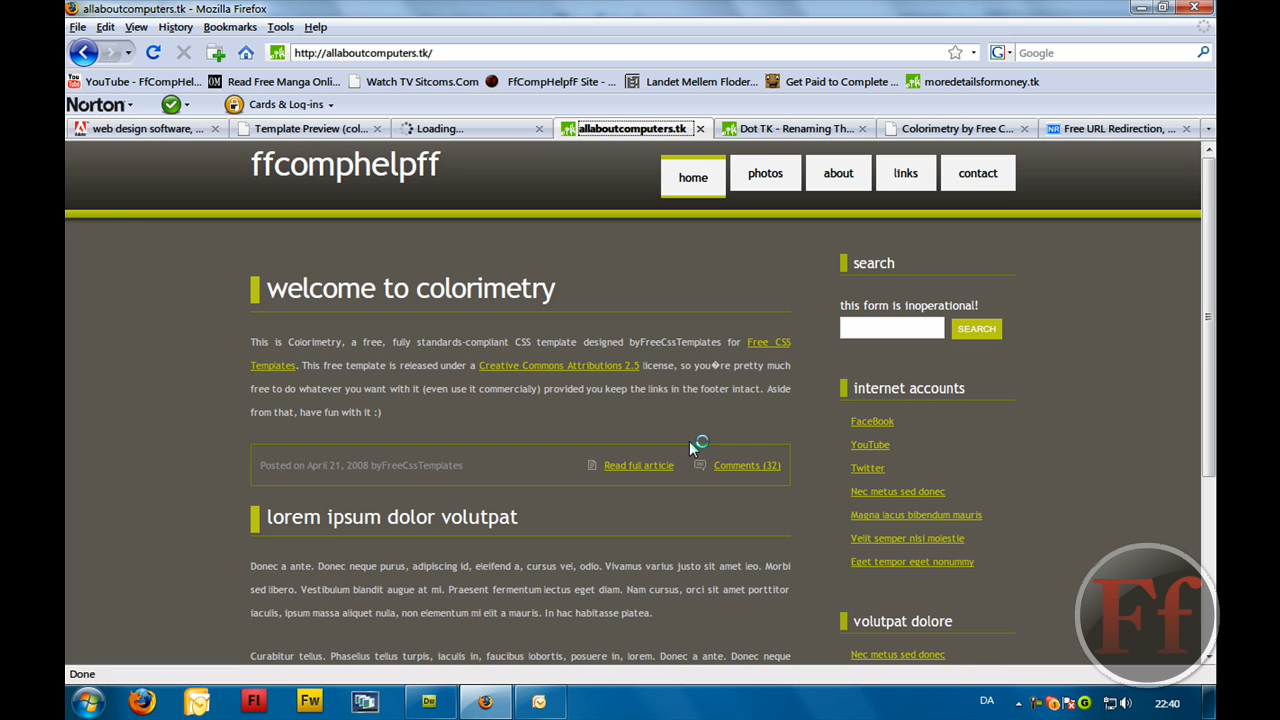 allaboutcomputers.tk - Mozilla Firefox
File Edit View History Bookmarks Tools Help
http://allaboutcomputers.tk/
Google
YouTube - FfCompHel... Read Free Manga Onli... Watch TV Sitcoms.Com FfCompHelpff Site - ... Landet Mellem Floder... Get Paid to Complete ... moredetailsformoney.tk
Norton Cards & Log-ins
web design software, ... Template Preview (col... Loading... allaboutcomputers.tk Dot TK - Renaming Th... Colorimetry by Free C... Free URL Redirection, ...
ffcomphelpff
home photos about links contact
search
welcome to colorimetry
this form is inoperational!
SEARCH
This is Colorimetry, a free, fully standards-compliant CSS template designed byFreeCssTemplates for Free CSS
Templates. This free template is released under a Creative Commons Attributions 2.5 license, so you�re pretty much
free to do whatever you want with it (even use it commercially) provided you keep the links in the footer intact. Aside
from that, have fun with it :)
internet accounts
FaceBook
YouTube
Twitter
Nec metus sed donec
Magna lacus bibendum mauris
Velit semper nisi molestie
Eget tempor eget nonummy
Posted on April 21, 2008 byFreeCssTemplates Read full article Comments (32)
lorem ipsum dolor volutpat
Donec a ante. Donec neque purus, adipiscing id, eleifend a, cursus vel, odio. Vivamus varius justo sit amet leo. Morbi
sed libero. Vestibulum blandit augue at mi. Praesent fermentum lectus eget diam. Nam cursus, orci sit amet porttitor
iaculis, ipsum massa aliquet nulla, non elementum mi elit a mauris. In hac habitasse platea.
volutpat dolore
Nec metus sed donec
Curabitur tellus. Phasellus tellus turpis, iaculis in, faucibus lobortis, posuere in, lorem. Donec a ante. Donec neque
Ff
Done
Fl Fw Dw DA 22:40